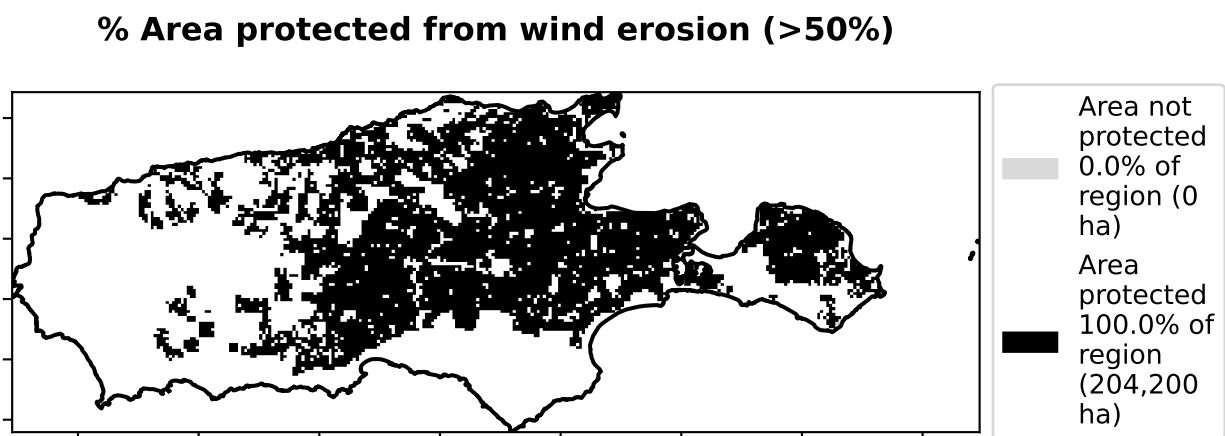 % Area protected from wind erosion (>50%)
Area not
protected
0.0% of
region (0
ha)
Area
protected
100.0% of
region
(204,200
ha)